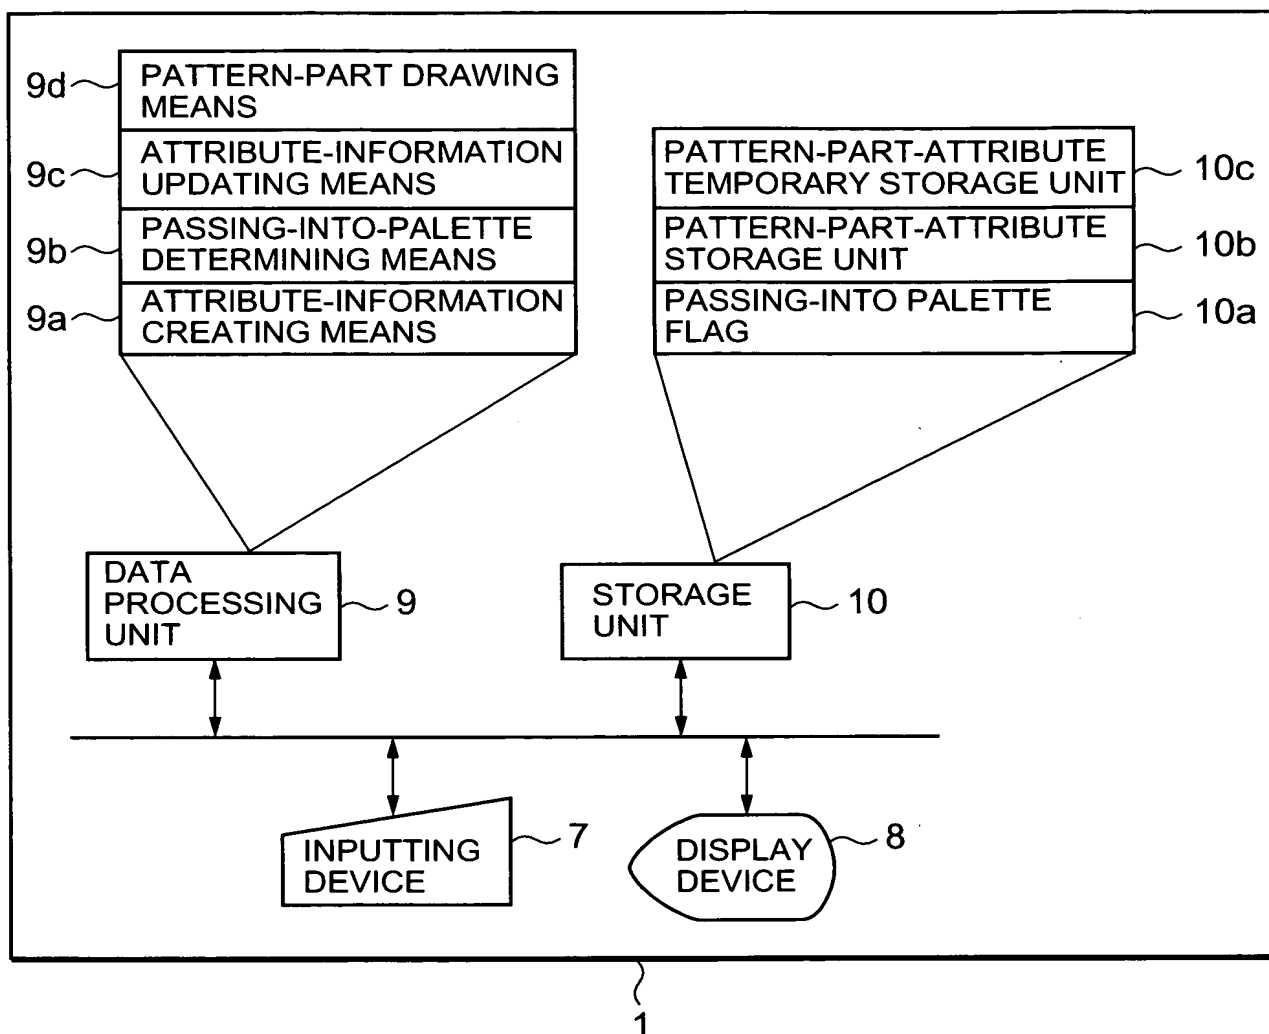 9d
PATTERN-PART DRAWING
MEANS
9c
ATTRIBUTE-INFORMATION
UPDATING MEANS
9b
PASSING-INTO-PALETTE
DETERMINING MEANS
9a
ATTRIBUTE-INFORMATION
CREATING MEANS
PATTERN-PART-ATTRIBUTE
TEMPORARY STORAGE UNIT
10c
PATTERN-PART-ATTRIBUTE
STORAGE UNIT
10b
PASSING-INTO PALETTE
FLAG
10a
DATA
PROCESSING
UNIT
9
STORAGE
UNIT
10
INPUTTING
DEVICE
7
DISPLAY
DEVICE
8
1